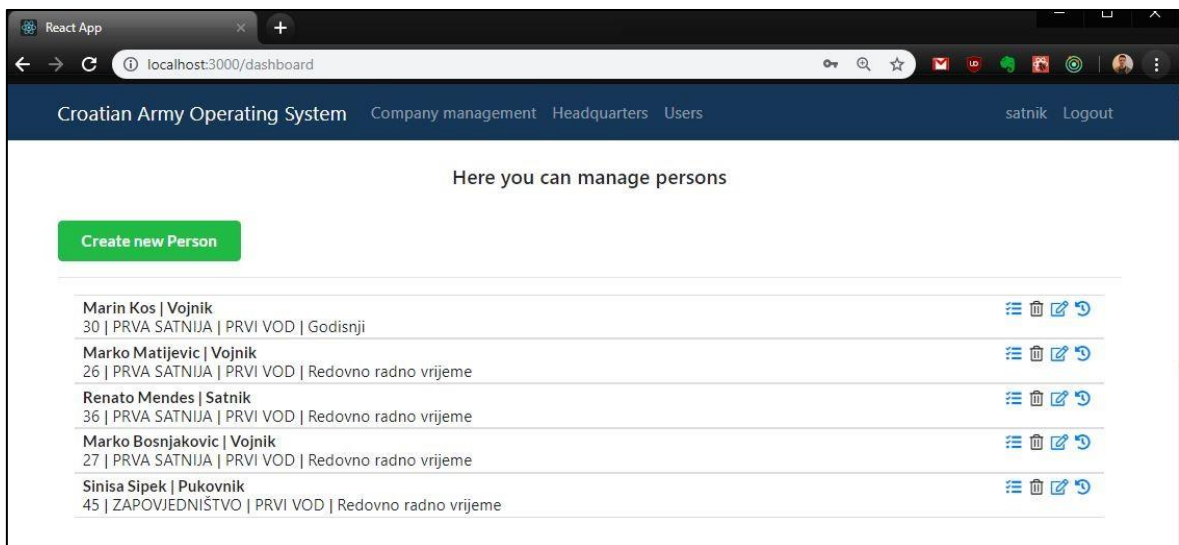 React App
localhost:3000/dashboard
Croatian Army Operating System Company management Headquarters Users satnik Logout
Here you can manage persons
Create new Person
Marin Kos | Vojnik
30 | PRVA SATNIJA | PRVI VOD | Godisnji
Marko Matijevic | Vojnik
26 | PRVA SATNIJA | PRVI VOD | Redovno radno vrijeme
Renato Mendes | Satnik
36 | PRVA SATNIJA | PRVI VOD | Redovno radno vrijeme
Marko Bosnjakovic | Vojnik
27 | PRVA SATNIJA | PRVI VOD | Redovno radno vrijeme
Sinisa Sipek | Pukovnik
45 | ZAPOVJEDNIŠTVO | PRVI VOD | Redovno radno vrijeme